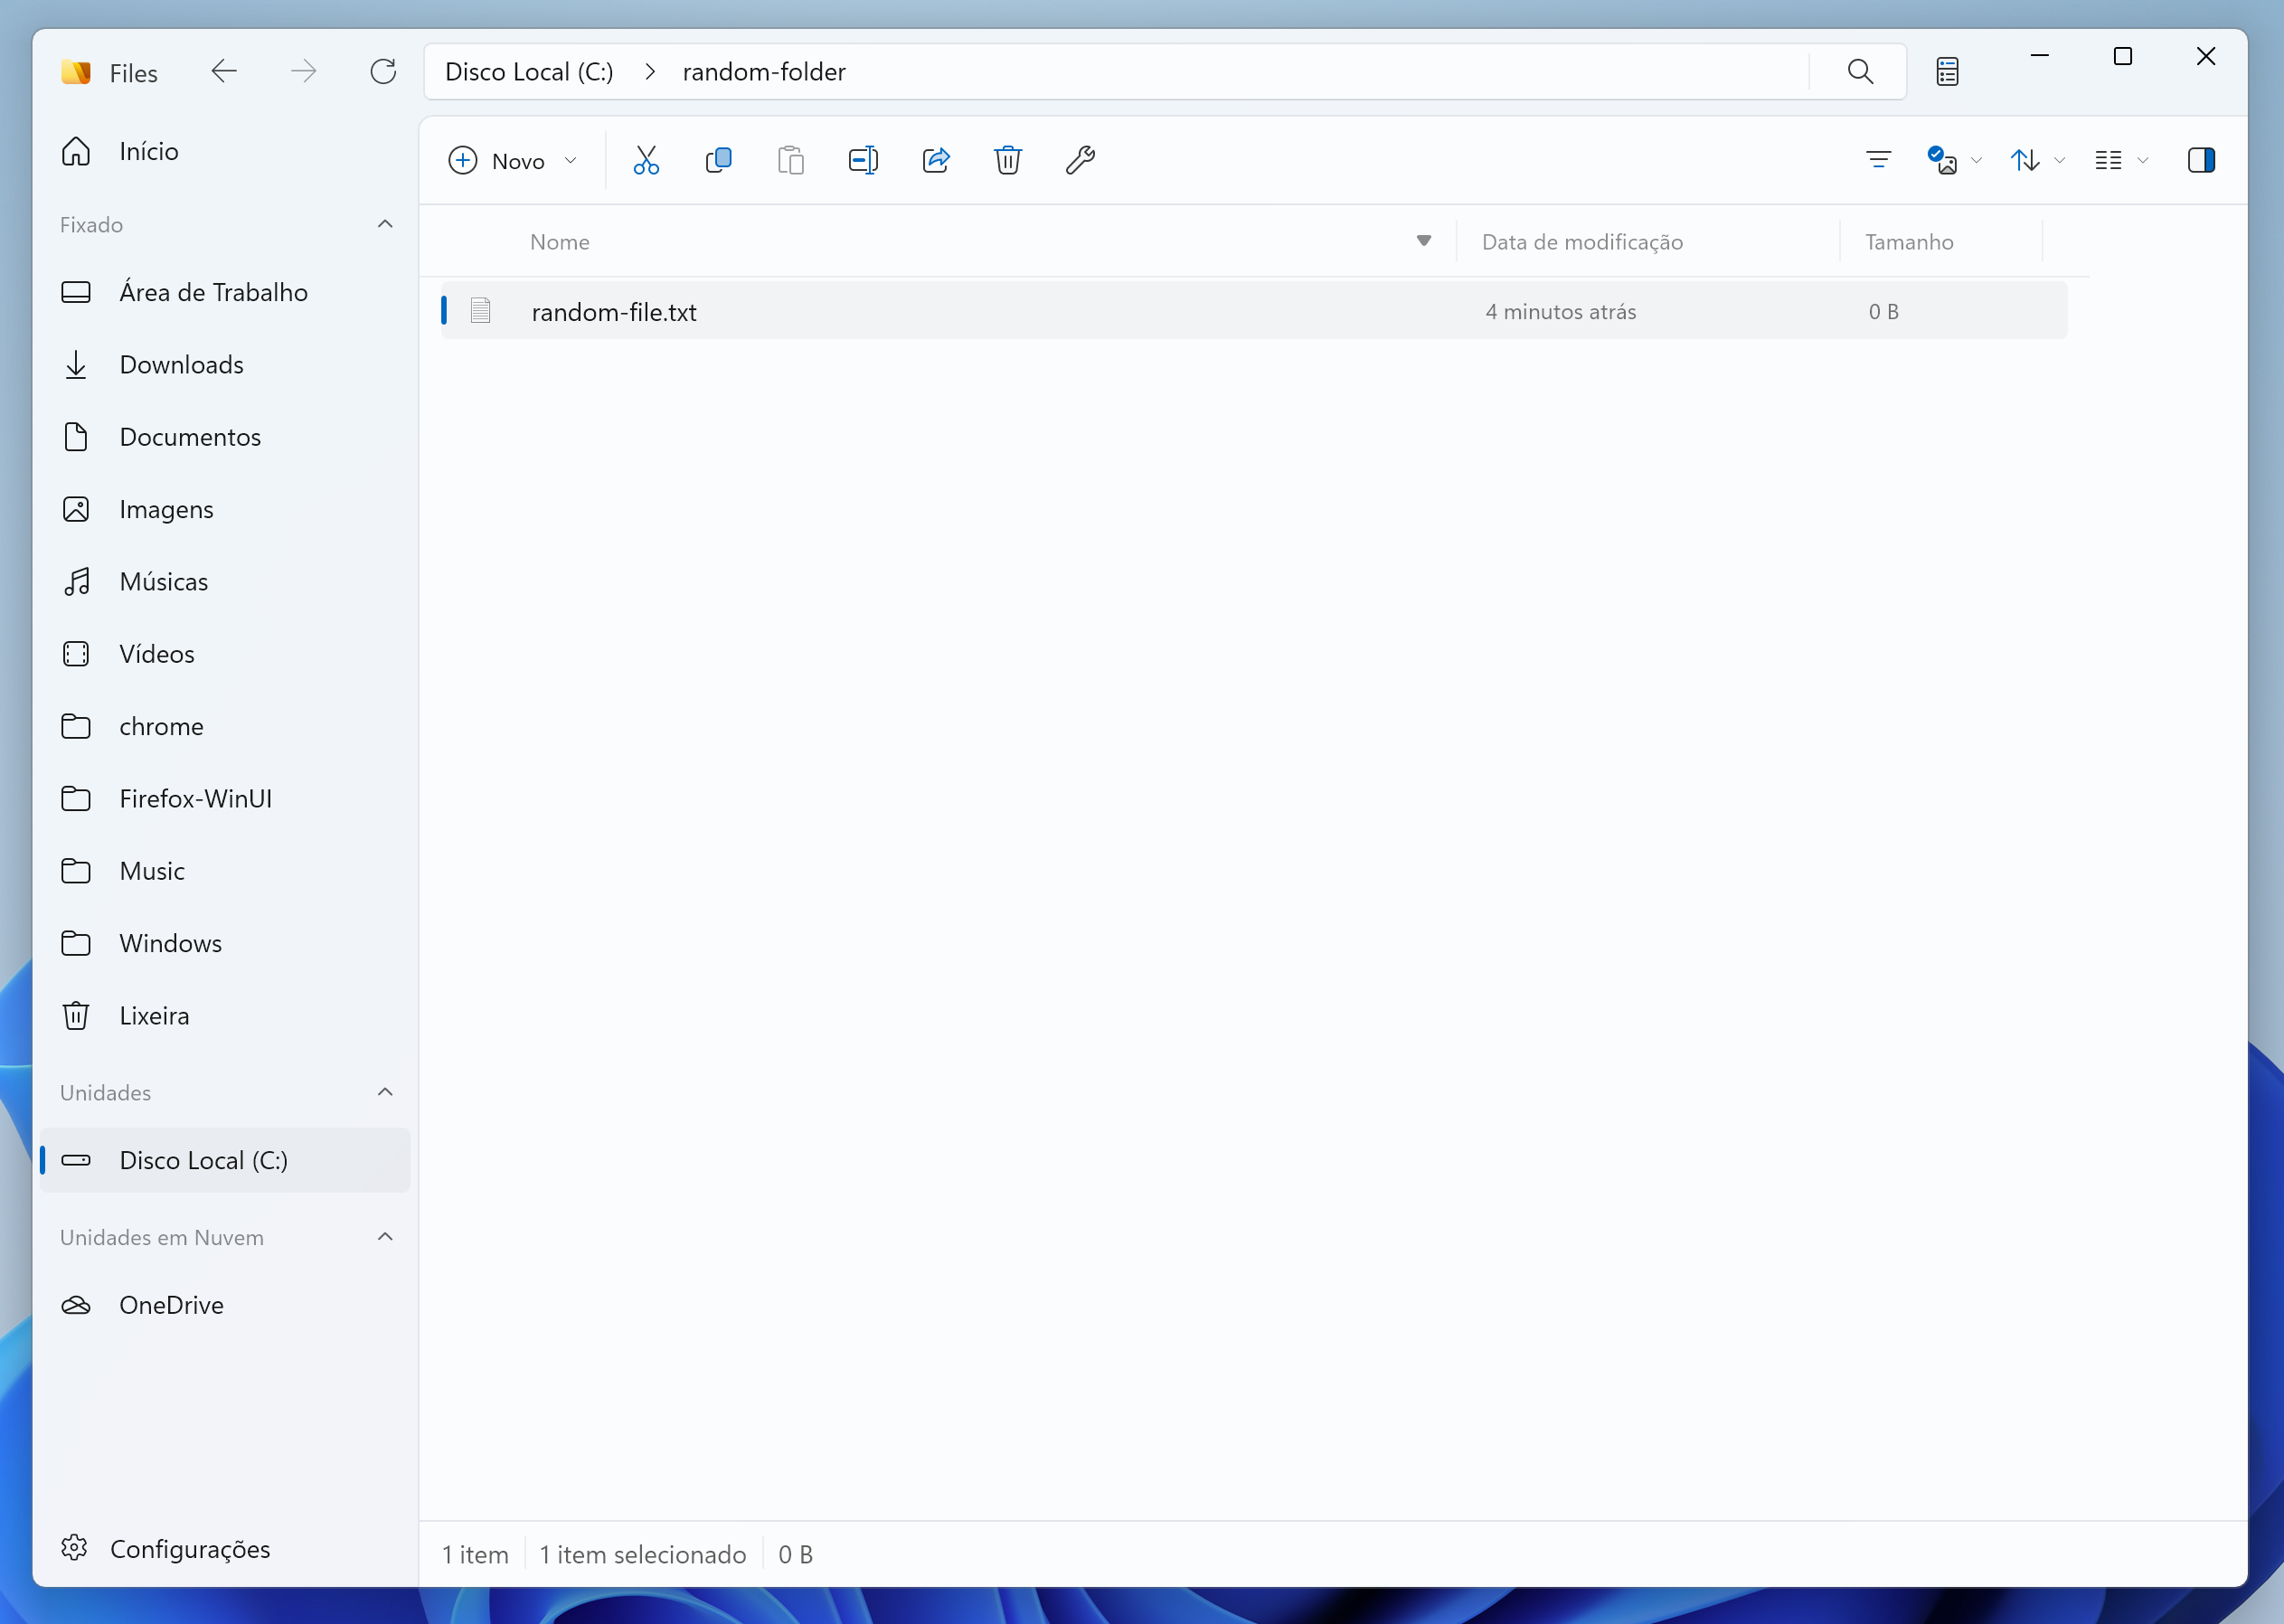 Files
Disco Local (C:) random-folder
Início
Fixado
Área de Trabalho
Downloads
Documentos
Imagens
Músicas
Vídeos
chrome
Firefox-WinUI
Music
Windows
Lixeira
Unidades
Disco Local (C:)
Unidades em Nuvem
OneDrive
Configurações
Novo
Nome Data de modificação Tamanho
random-file.txt 4 minutos atrás 0 B
1 item 1 item selecionado 0 B